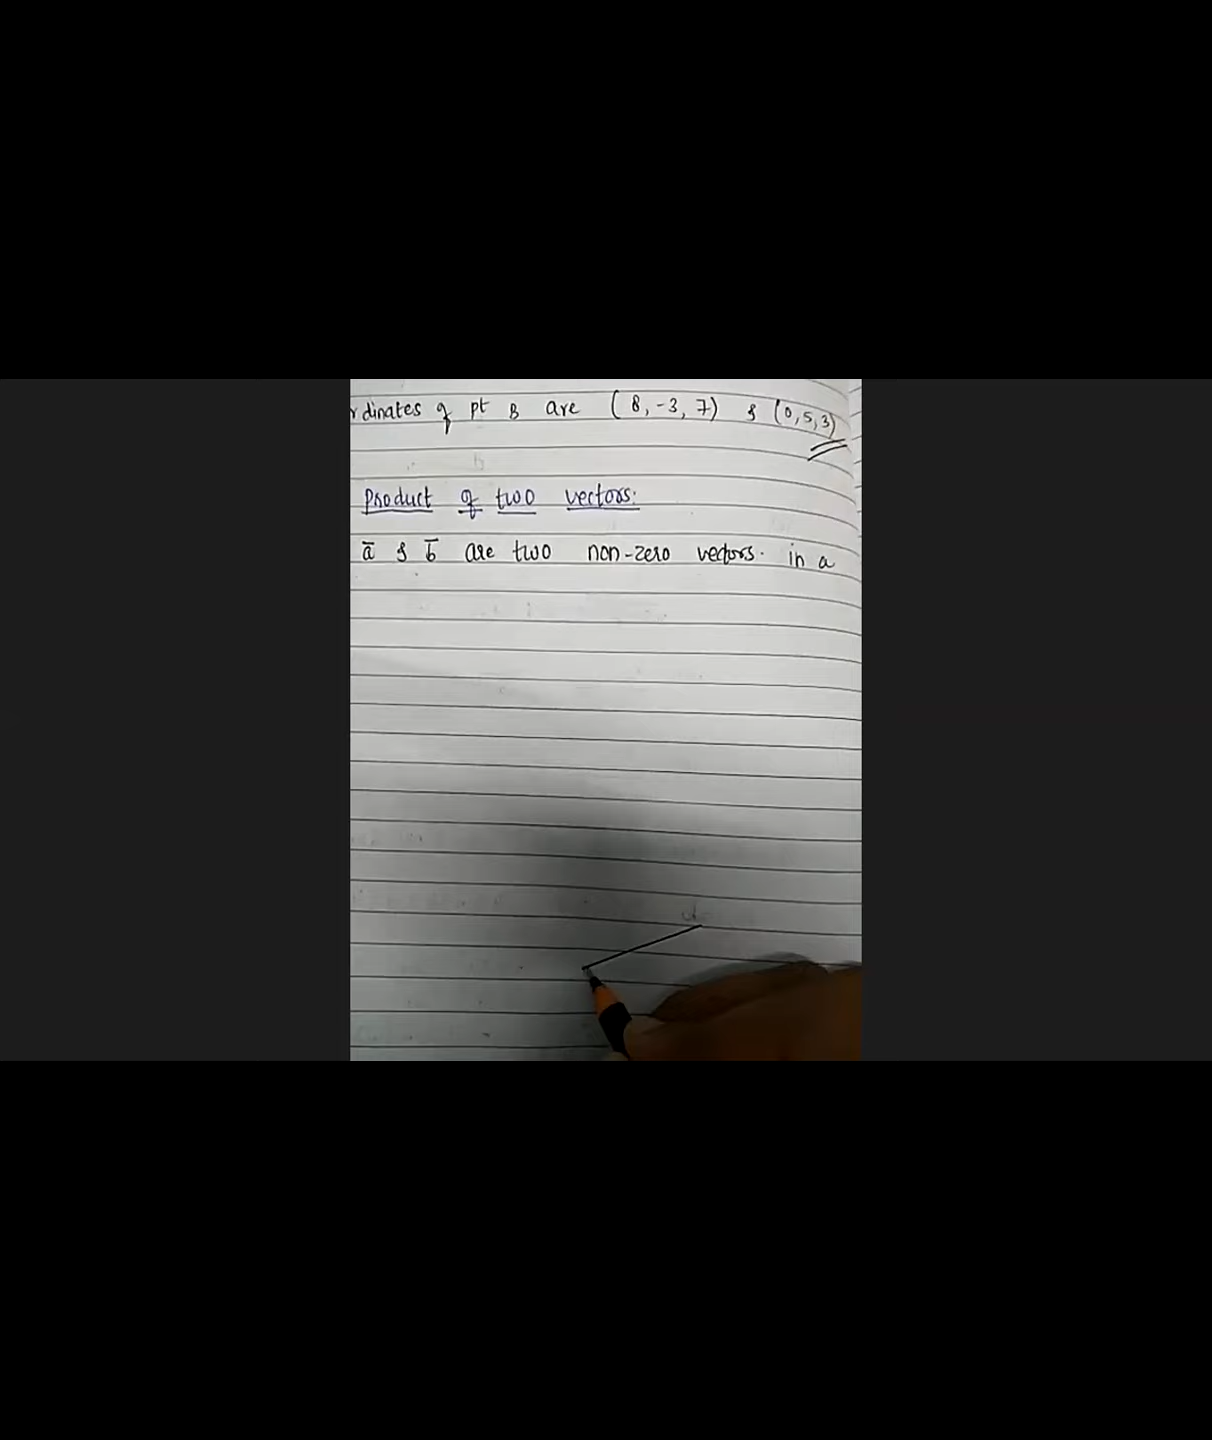 rdinates of pt B are (8, -3, 7) & (0, 5, 3)
Product of two vectors.
a̅ & b̅ are two non-zero vectors. in a